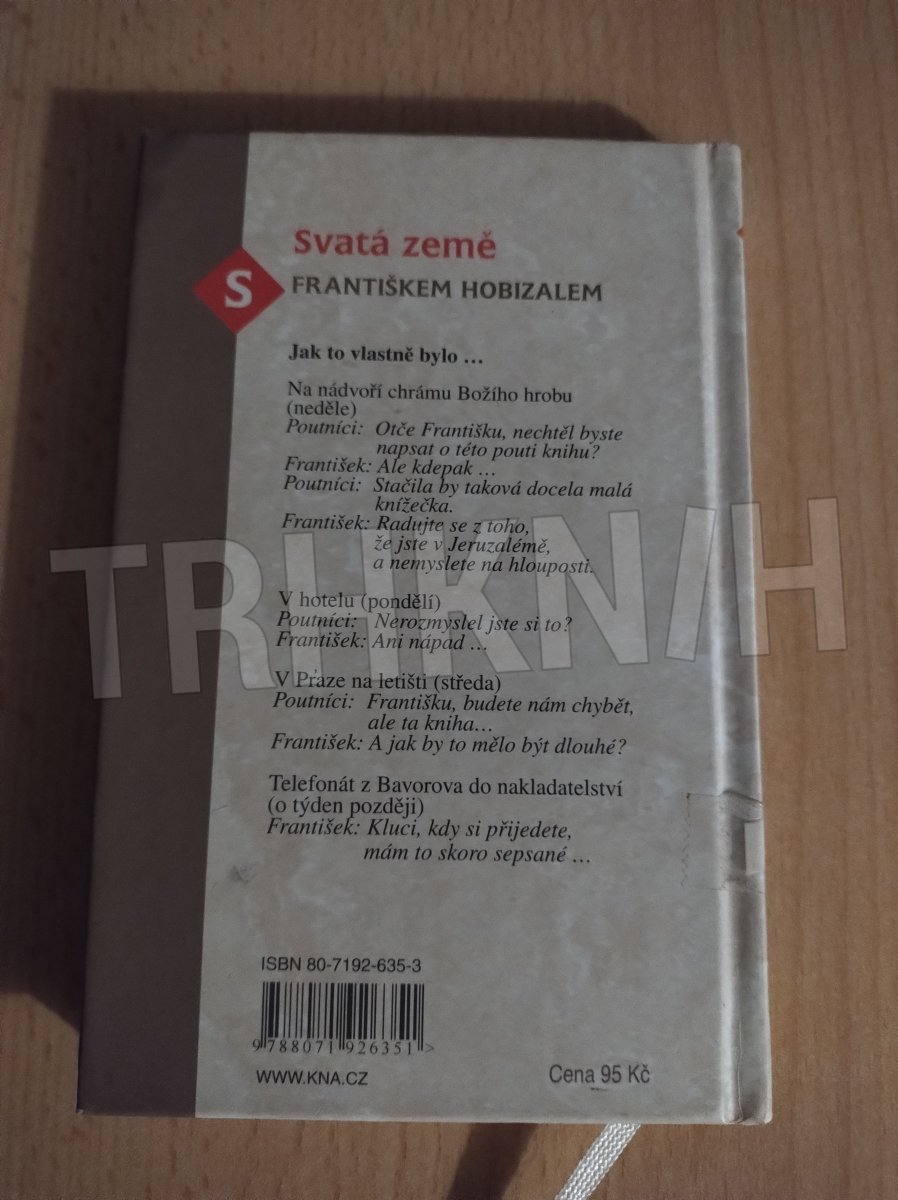 Svatá země
S
FRANTIŠKEM HOBIZALEM
Jak to vlastně bylo …
Na nádvoří chrámu Božího hrobu
(neděle)
Poutníci: Otče Františku, nechtěl byste
napsat o této pouti knihu?
František: Ale kdepak …
Poutníci: Stačila by taková docela malá
knížečka.
František: Radujte se z toho,
že jste v Jeruzalémě,
a nemyslete na hlouposti.
V hotelu (pondělí)
Poutníci: Nerozmyslel jste si to?
František: Ani nápad …
V Praze na letišti (středa)
Poutníci: Františku, budete nám chybět,
ale ta kniha…
František: A jak by to mělo být dlouhé?
Telefonát z Bavorova do nakladatelství
(o týden později)
František: Kluci, kdy si přijedete,
mám to skoro sepsané …
ISBN 80-7192-635-3
9 788071 926351 >
WWW.KNA.CZ
Cena 95 Kč
TRHKNIH